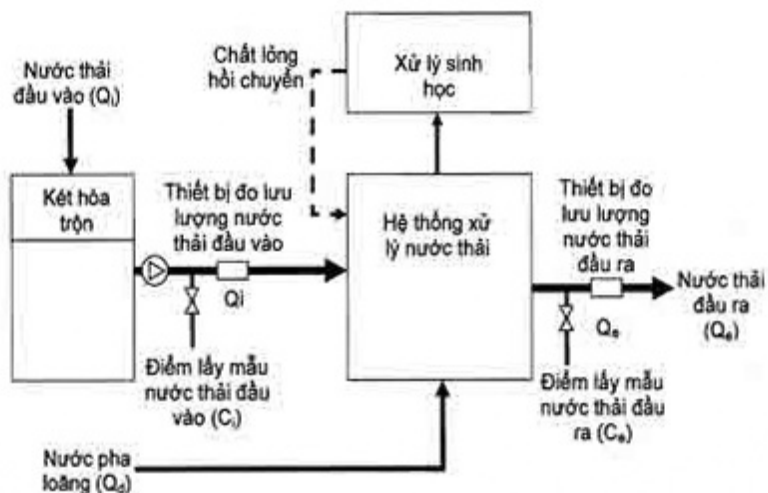 Nước thải
đầu vào (Qᵢ)
Chất lỏng
hồi chuyển
Xử lý sinh
học
Két hòa
trộn
Thiết bị đo lưu
lượng nước
thải đầu vào
Qi
Hệ thống xử
lý nước thải
Thiết bị đo
lưu lượng
nước thải
đầu ra
Nước thải
đầu ra
(Qₑ)
Qₑ
Điểm lấy mẫu
nước thải đầu
vào (Cᵢ)
Điểm lấy mẫu
nước thải đầu
ra (Cₑ)
Nước pha
loãng (Q_d)